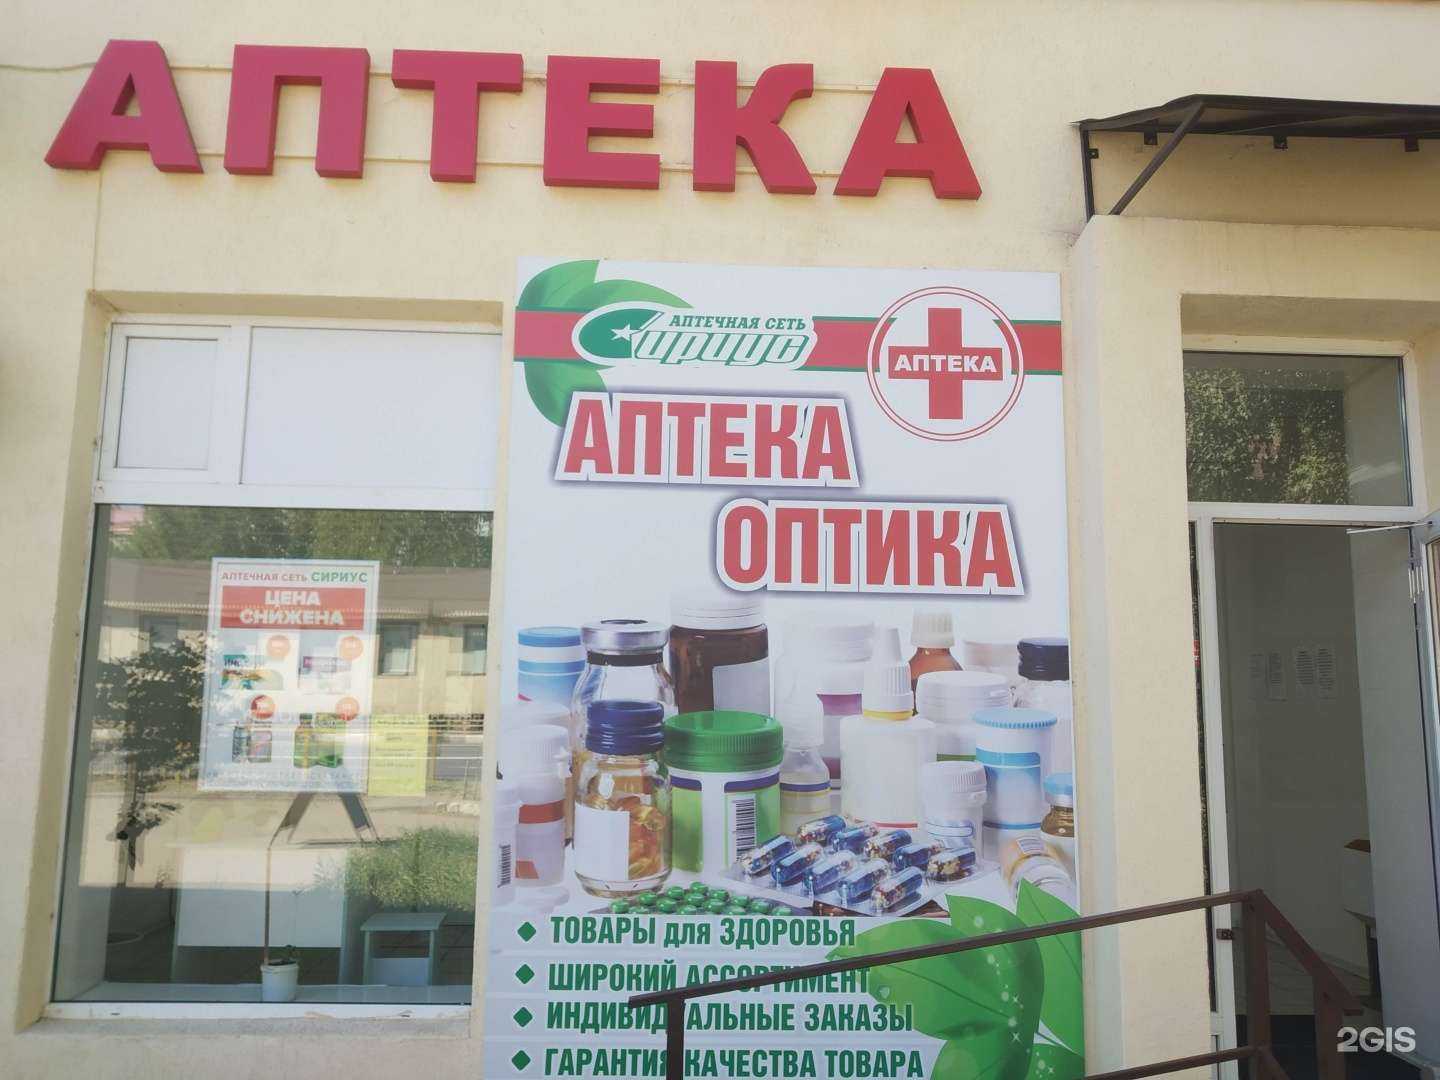 АПТЕКА
АПТЕЧНАЯ СЕТЬ
Сириус
АПТЕКА
АПТЕКА
ОПТИКА
АПТЕЧНАЯ СЕТЬ СИРИУС
ЦЕНА
СНИЖЕНА
ТОВАРЫ для ЗДОРОВЬЯ
ШИРОКИЙ АССОРТИМЕНТ
ИНДИВИДУАЛЬНЫЕ ЗАКАЗЫ
ГАРАНТИЯ КАЧЕСТВА ТОВАРА
2GIS